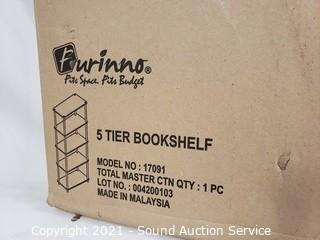 Furinno®
Fits Space. Fits Budget
5 TIER BOOKSHELF
MODEL NO : 17091
TOTAL MASTER CTN QTY : 1 PC
LOT NO. : 004200103
MADE IN MALAYSIA
Copyright 2021 - Sound Auction Service